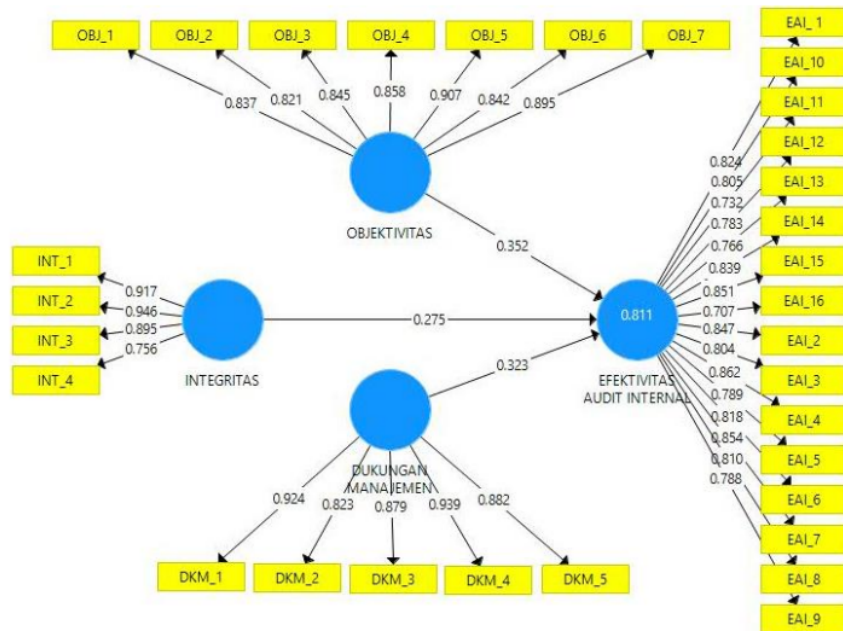 OBJ_1 OBJ_2 OBJ_3 OBJ_4 OBJ_5 OBJ_6 OBJ_7
0.837 0.821 0.845 0.858 0.907 0.842 0.895
OBJEKTIVITAS
INT_1
INT_2
INT_3
INT_4
0.917
0.946
0.895
0.756
INTEGRITAS
0.352
0.275
0.323
DUKUNGAN
MANAJEMEN
0.924 0.823 0.879 0.939 0.882
DKM_1 DKM_2 DKM_3 DKM_4 DKM_5
0.811
EFEKTIVITAS
AUDIT INTERNAL
0.824
0.805
0.732
0.783
0.766
0.839
0.851
0.707
0.847
0.804
0.862
0.789
0.818
0.854
0.810
0.788
EAI_1
EAI_10
EAI_11
EAI_12
EAI_13
EAI_14
EAI_15
EAI_16
EAI_2
EAI_3
EAI_4
EAI_5
EAI_6
EAI_7
EAI_8
EAI_9